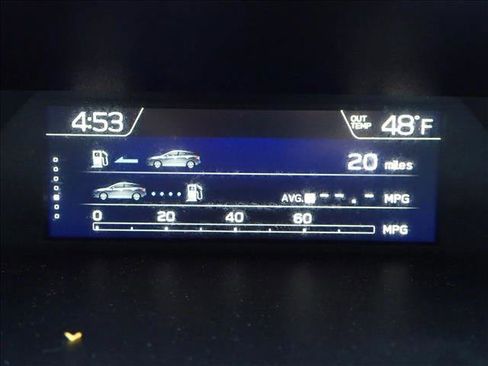 4:53 OUT TEMP 48°F
20 miles
AVG. --.- MPG
0 20 40 60 MPG